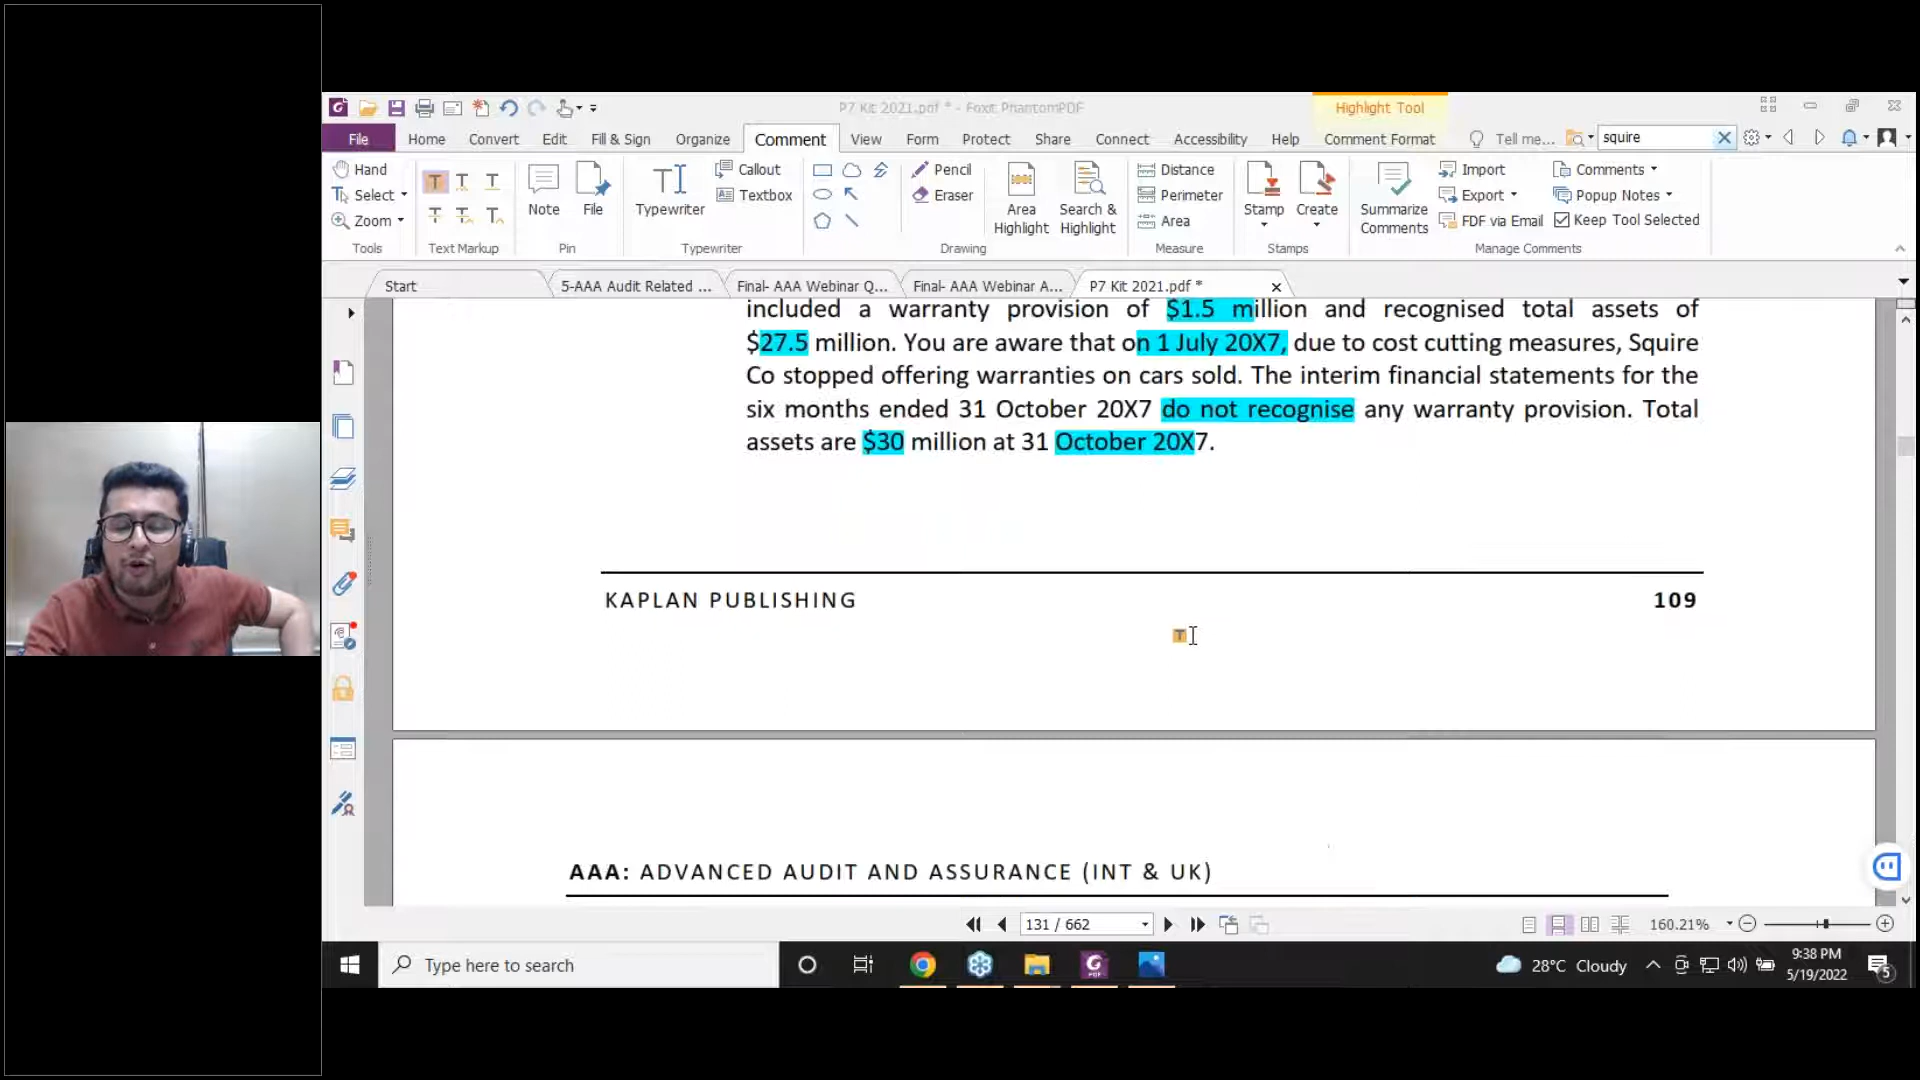 P7 Kit 2021.pdf * - Foxit PhantomPDF
Highlight Tool
File Home Convert Edit Fill & Sign Organize Comment View Form Protect Share Connect Accessibility Help Comment Format Tell me... squire
Hand
Select
Zoom
Tools
Text Markup
Note
File
Pin
Typewriter
Callout
Textbox
Typewriter
Pencil
Eraser
Area Highlight
Search & Highlight
Drawing
Distance
Perimeter
Area
Measure
Stamp
Create
Stamps
Summarize Comments
Import
Export
FDF via Email
Comments
Popup Notes
Keep Tool Selected
Manage Comments
Start 5-AAA Audit Related ... Final- AAA Webinar Q... Final- AAA Webinar A... P7 Kit 2021.pdf *
included a warranty provision of $1.5 million and recognised total assets of
$27.5 million. You are aware that on 1 July 20X7, due to cost cutting measures, Squire
Co stopped offering warranties on cars sold. The interim financial statements for the
six months ended 31 October 20X7 do not recognise any warranty provision. Total
assets are $30 million at 31 October 20X7.
KAPLAN PUBLISHING 109
AAA: ADVANCED AUDIT AND ASSURANCE (INT & UK)
131 / 662
160.21%
Type here to search
28°C Cloudy
9:38 PM
5/19/2022
5